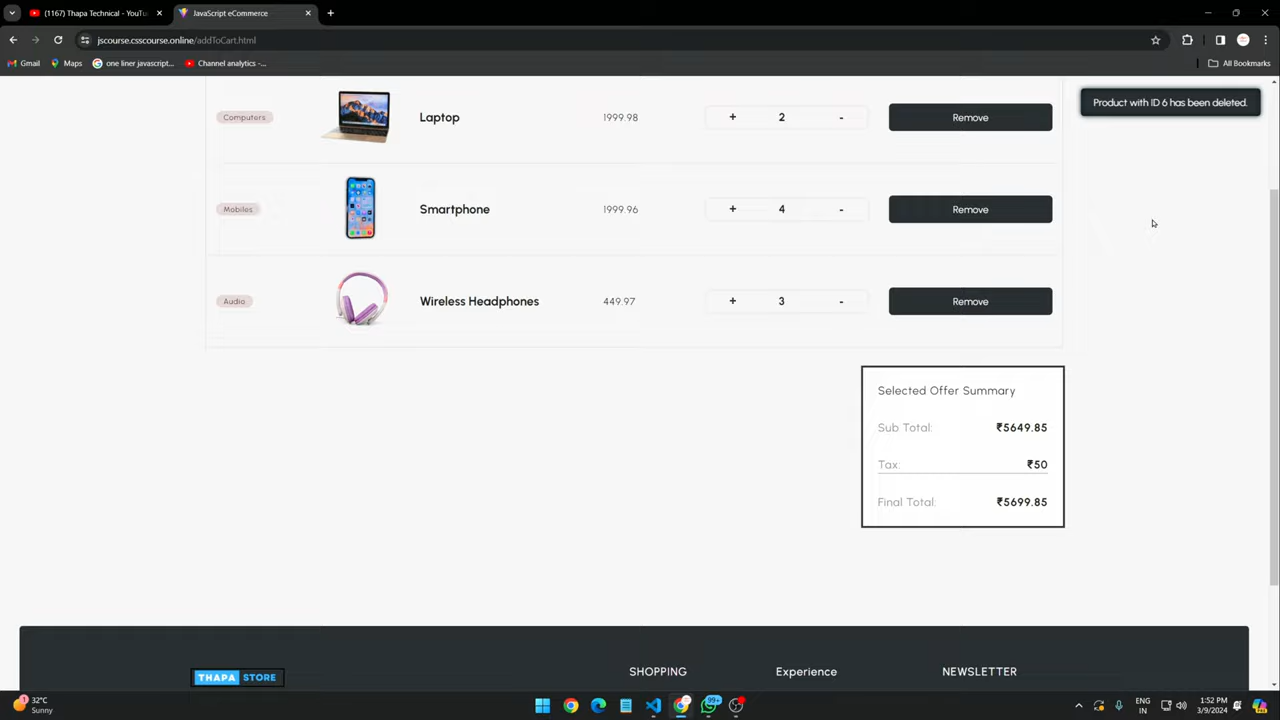 (1167) Thapa Technical - YouTu
JavaScript eCommerce
jscourse.csscourse.online/addToCart.html
Gmail
Maps
one liner javascript...
Channel analytics -...
All Bookmarks
Product with ID 6 has been deleted.
Computers
Laptop
1999.98
+ 2 -
Remove
Mobiles
Smartphone
1999.96
+ 4 -
Remove
Audio
Wireless Headphones
449.97
+ 3 -
Remove
Selected Offer Summary
Sub Total: ₹5649.85
Tax: ₹50
Final Total: ₹5699.85
THAPA STORE
SHOPPING
Experience
NEWSLETTER
1
32°C
Sunny
99+
ENG
IN
1:52 PM
3/9/2024